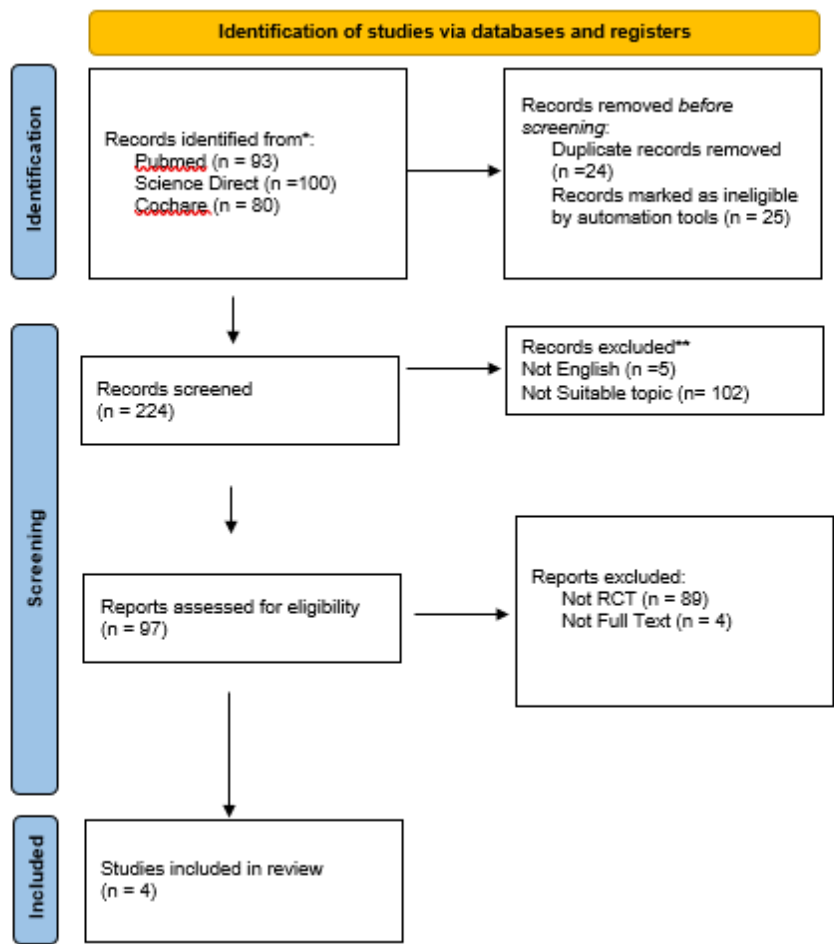 Identification of studies via databases and registers
Identification
Records identified from*:
Pubmed (n = 93)
Science Direct (n =100)
Cochare (n = 80)
Records removed before
screening:
Duplicate records removed
(n =24)
Records marked as ineligible
by automation tools (n = 25)
Screening
Records screened
(n = 224)
Records excluded**
Not English (n =5)
Not Suitable topic (n= 102)
Reports assessed for eligibility
(n = 97)
Reports excluded:
Not RCT (n = 89)
Not Full Text (n = 4)
Included
Studies included in review
(n = 4)